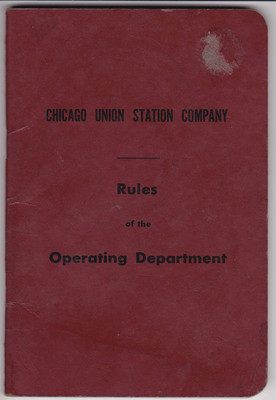 CHICAGO UNION STATION COMPANY
Rules
of the
Operating Department